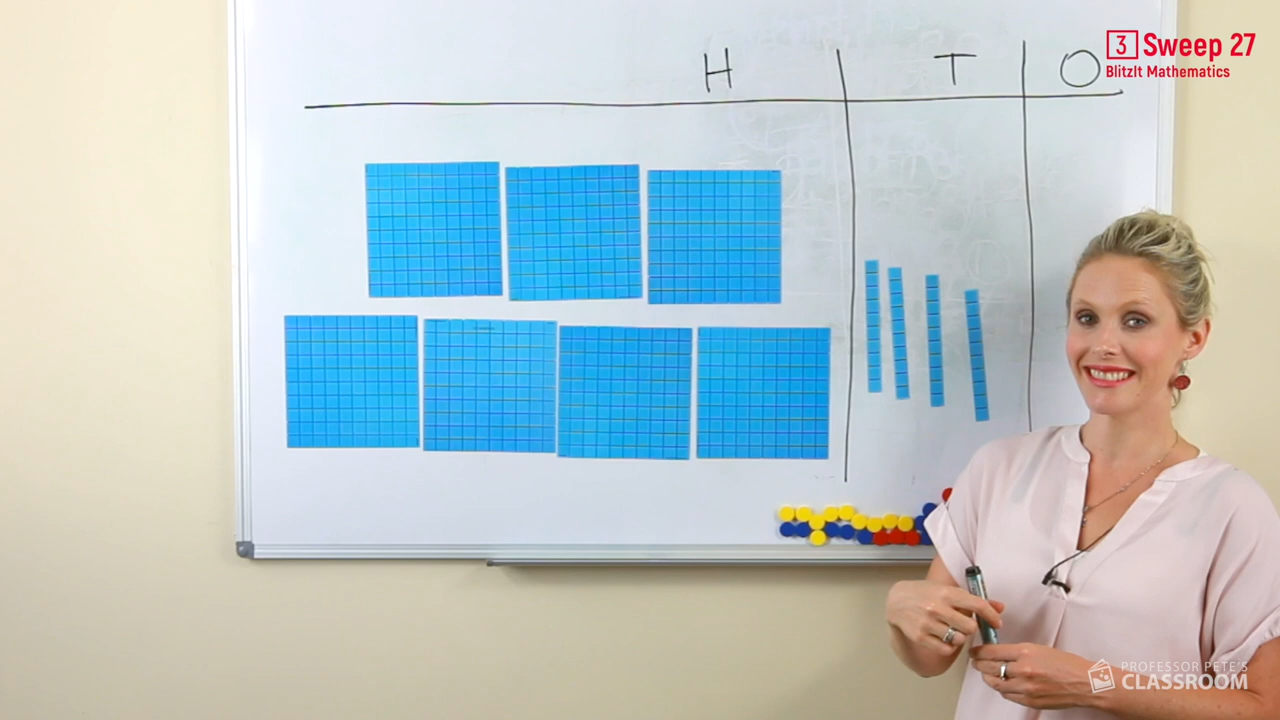 H T O
3 Sweep 27
BlitzIt Mathematics
PROFESSOR PETE'S
CLASSROOM